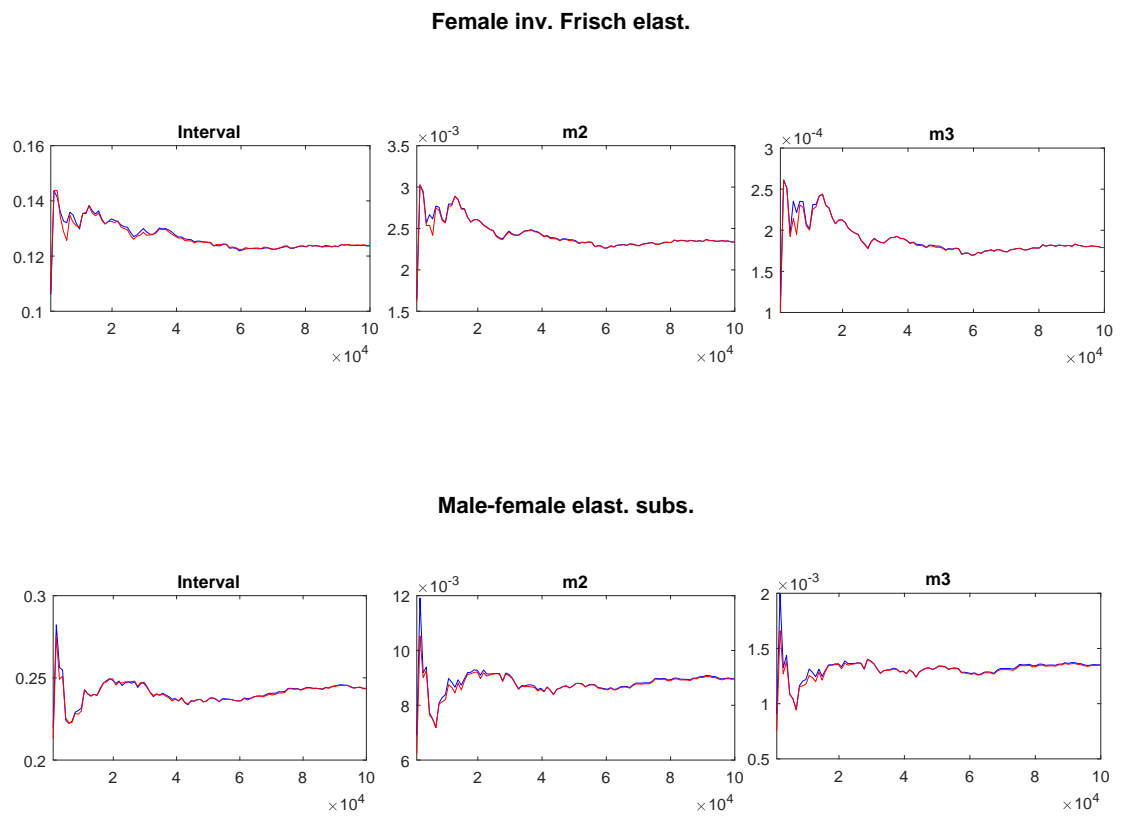 Female inv. Frisch elast.
Interval
0.16
0.14
0.12
0.1
2 4 6 8 10
×10^4
m2
×10^-3
3.5
3
2.5
2
1.5
2 4 6 8 10
×10^4
m3
×10^-4
3
2.5
2
1.5
1
2 4 6 8 10
×10^4
Male-female elast. subs.
Interval
0.3
0.25
0.2
2 4 6 8 10
×10^4
m2
×10^-3
12
10
8
6
2 4 6 8 10
×10^4
m3
×10^-3
2
1.5
1
0.5
2 4 6 8 10
×10^4